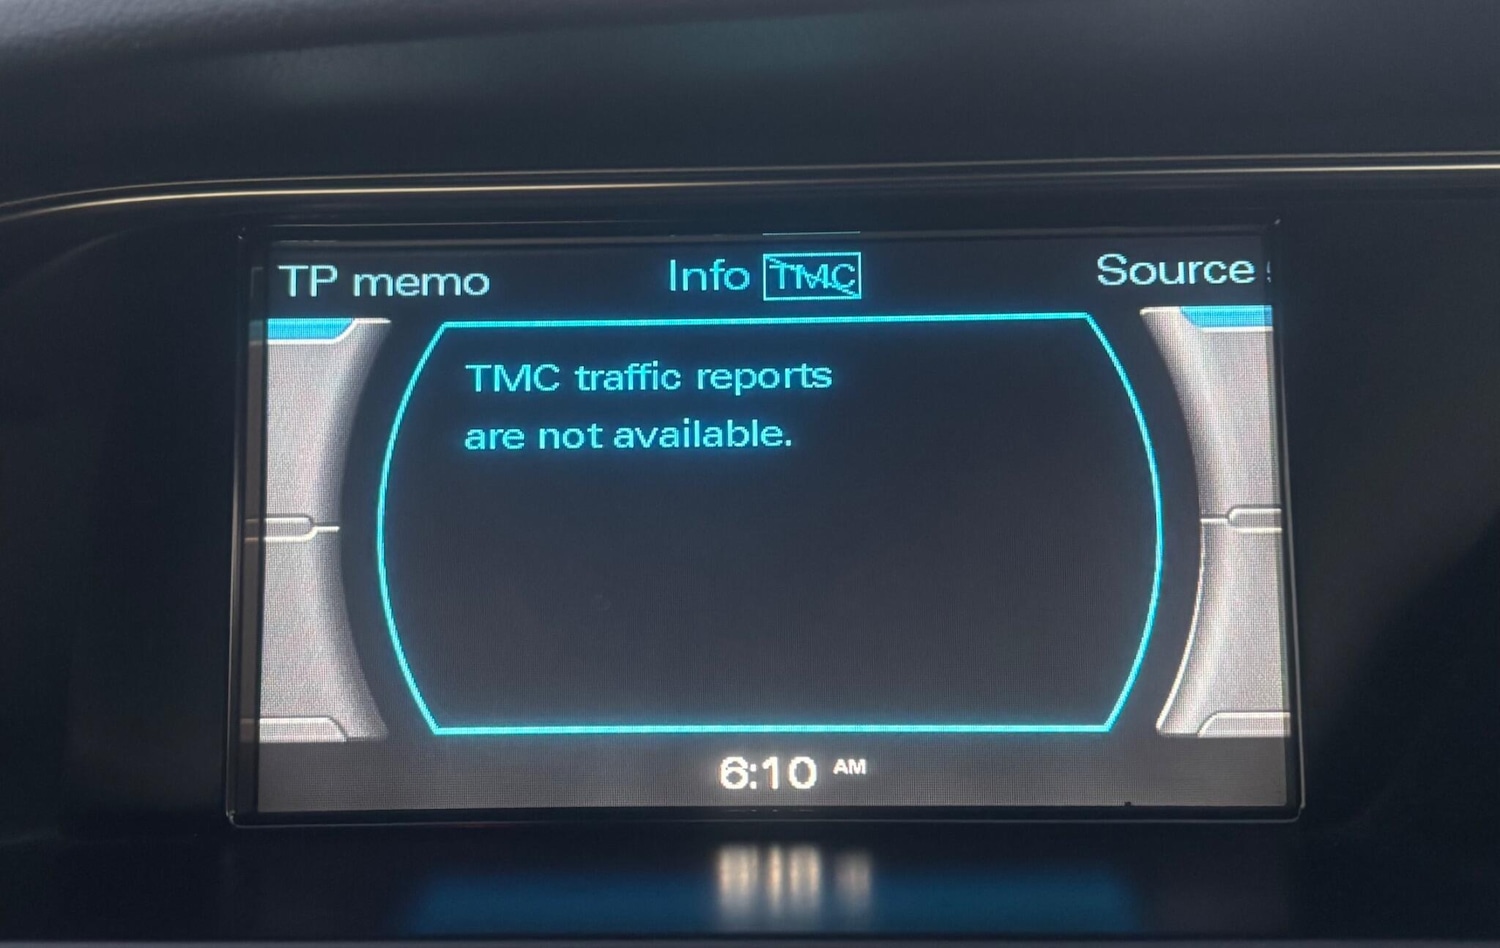 TP memo
Info TMC
Source
TMC traffic reports
are not available.
6:10 AM